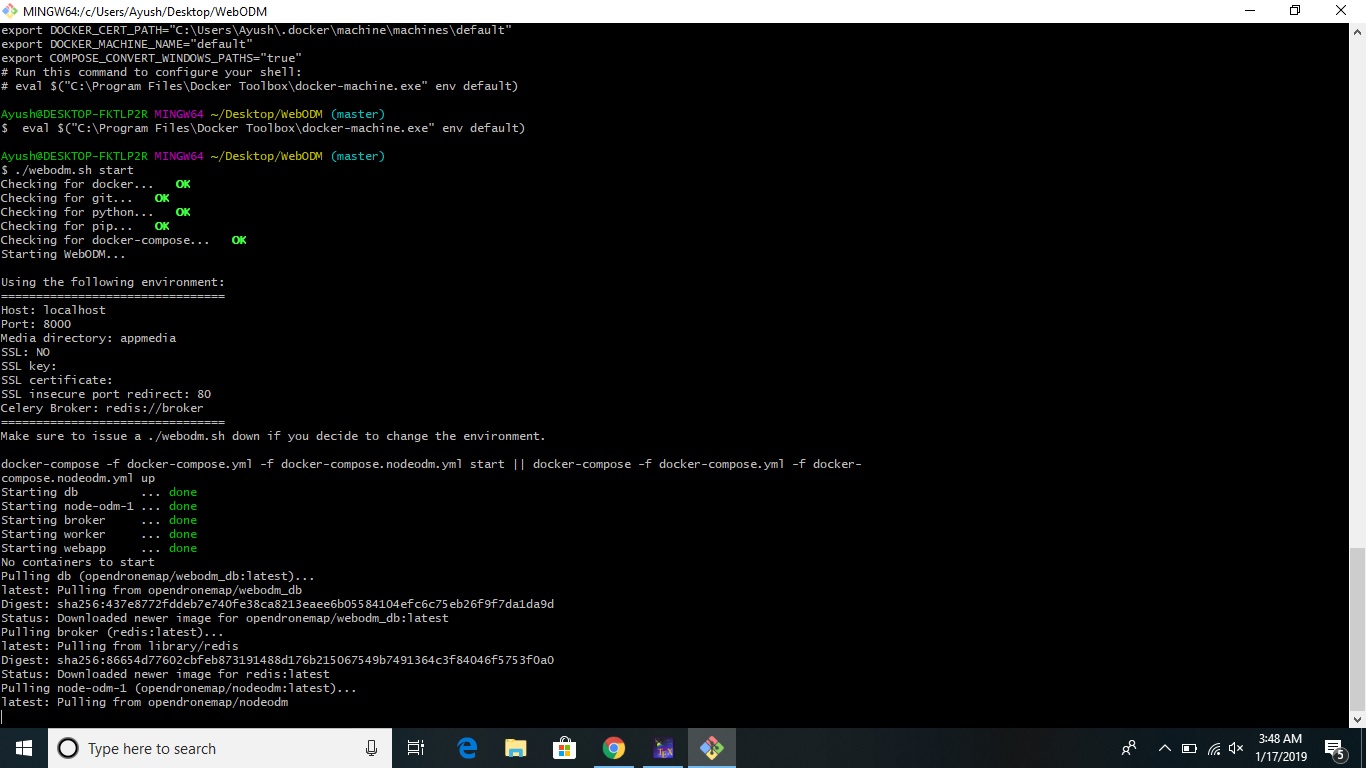 MINGW64:/c/Users/Ayush/Desktop/WebODM
export DOCKER_CERT_PATH="C:\Users\Ayush\.docker\machine\machines\default"
export DOCKER_MACHINE_NAME="default"
export COMPOSE_CONVERT_WINDOWS_PATHS="true"
# Run this command to configure your shell:
# eval $("C:\Program Files\Docker Toolbox\docker-machine.exe" env default)
Ayush@DESKTOP-FKTLP2R MINGW64 ~/Desktop/WebODM (master)
$  eval $("C:\Program Files\Docker Toolbox\docker-machine.exe" env default)
Ayush@DESKTOP-FKTLP2R MINGW64 ~/Desktop/WebODM (master)
$ ./webodm.sh start
Checking for docker...   OK
Checking for git...   OK
Checking for python...   OK
Checking for pip...   OK
Checking for docker-compose...   OK
Starting WebODM...
Using the following environment:
================================
Host: localhost
Port: 8000
Media directory: appmedia
SSL: NO
SSL key:
SSL certificate:
SSL insecure port redirect: 80
Celery Broker: redis://broker
================================
Make sure to issue a ./webodm.sh down if you decide to change the environment.
docker-compose -f docker-compose.yml -f docker-compose.nodeodm.yml start || docker-compose -f docker-compose.yml -f docker-
compose.nodeodm.yml up
Starting db         ... done
Starting node-odm-1 ... done
Starting broker     ... done
Starting worker     ... done
Starting webapp     ... done
No containers to start
Pulling db (opendronemap/webodm_db:latest)...
latest: Pulling from opendronemap/webodm_db
Digest: sha256:437e8772fddeb7e740fe38ca8213eaee6b05584104efc6c75eb26f9f7da1da9d
Status: Downloaded newer image for opendronemap/webodm_db:latest
Pulling broker (redis:latest)...
latest: Pulling from library/redis
Digest: sha256:86654d77602cbfeb873191488d176b215067549b7491364c3f84046f5753f0a0
Status: Downloaded newer image for redis:latest
Pulling node-odm-1 (opendronemap/nodeodm:latest)...
latest: Pulling from opendronemap/nodeodm
Type here to search
3:48 AM
1/17/2019
5